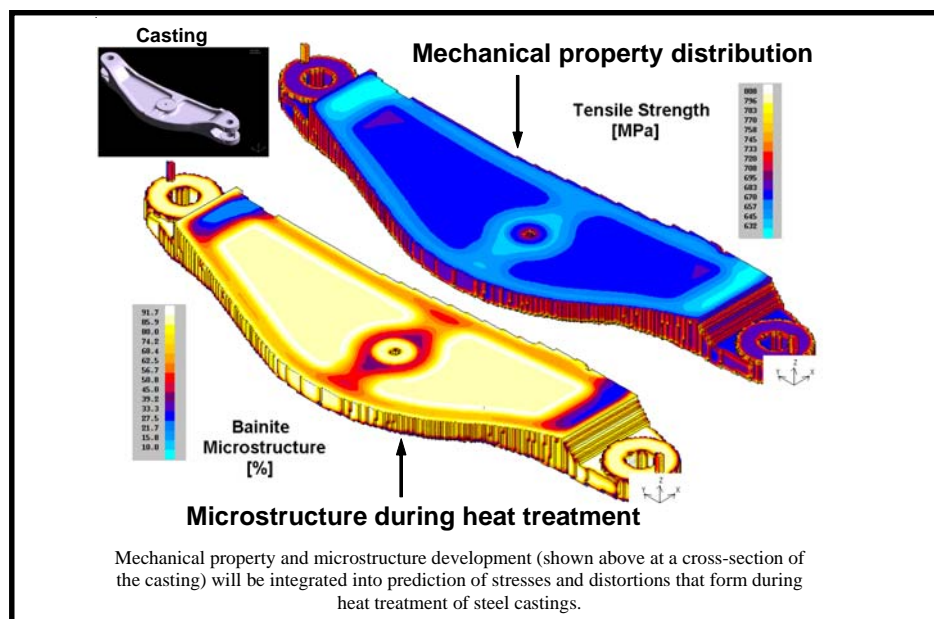 Casting
Mechanical property distribution
Tensile Strength
[MPa]
808
796
783
770
758
745
733
720
708
695
683
670
657
645
632
91.7
85.9
80.0
74.2
68.4
62.5
56.7
50.8
45.0
39.2
33.3
27.5
21.7
15.8
10.0
Bainite
Microstructure
[%]
Z
Y
X
Z
Y
X
Microstructure during heat treatment
Mechanical property and microstructure development (shown above at a cross-section of
the casting) will be integrated into prediction of stresses and distortions that form during
heat treatment of steel castings.